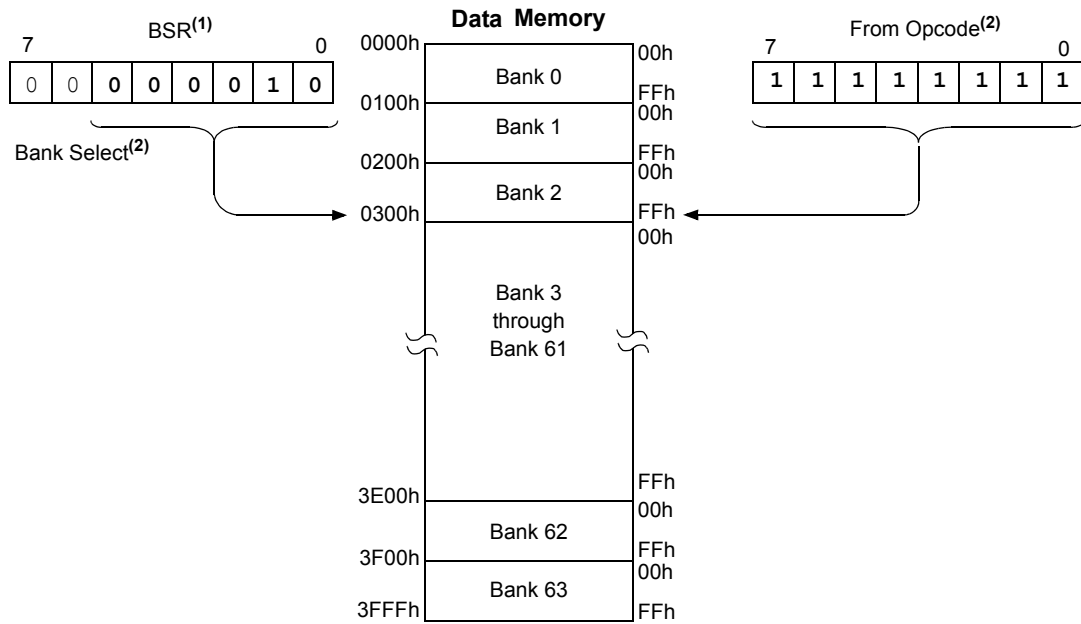 Data Memory
BSR(1)
7 0
0 0 0 0 0 0 1 0
Bank Select(2)
From Opcode(2)
7 0
1 1 1 1 1 1 1 1
0000h 00h
Bank 0
FFh
0100h 00h
Bank 1
FFh
0200h 00h
Bank 2
FFh
0300h 00h
Bank 3
through
Bank 61
FFh
3E00h 00h
Bank 62
FFh
3F00h 00h
Bank 63
3FFFh FFh